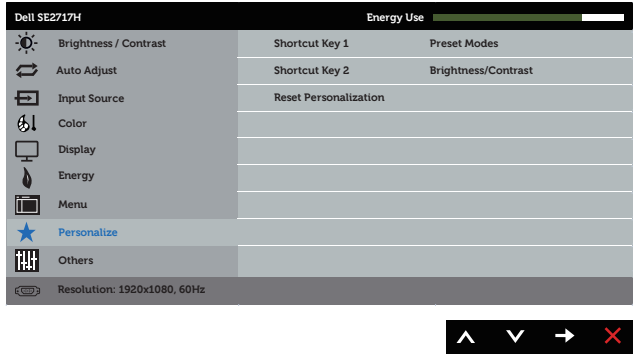 Dell SE2717H Energy Use
Brightness / Contrast Shortcut Key 1 Preset Modes
Auto Adjust Shortcut Key 2 Brightness/Contrast
Input Source Reset Personalization
Color
Display
Energy
Menu
Personalize
Others
Resolution: 1920x1080, 60Hz